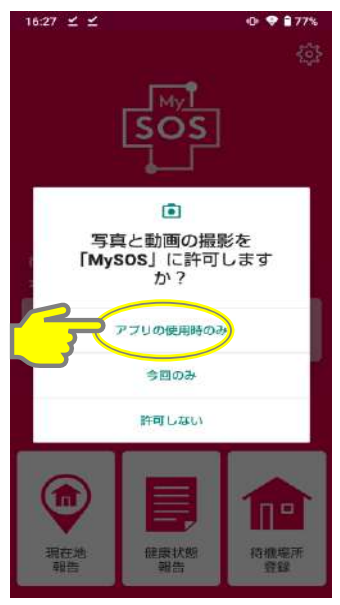 16:27
77%
My
SOS
写真と動画の撮影を
「MySOS」に許可します
か？
アプリの使用時のみ
今回のみ
許可しない
現在地
報告
健康状態
報告
待機場所
登録